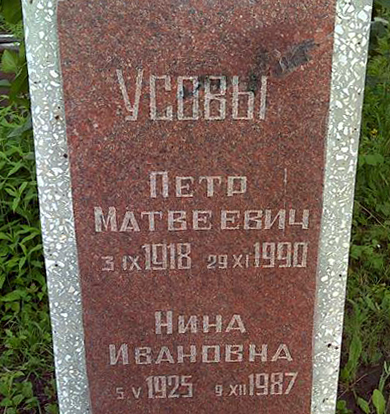 Усовы
Петр
Матвеевич
3 IX 1918 29 XI 1990
Нина
Ивановна
5 V 1925 9 XII 1987